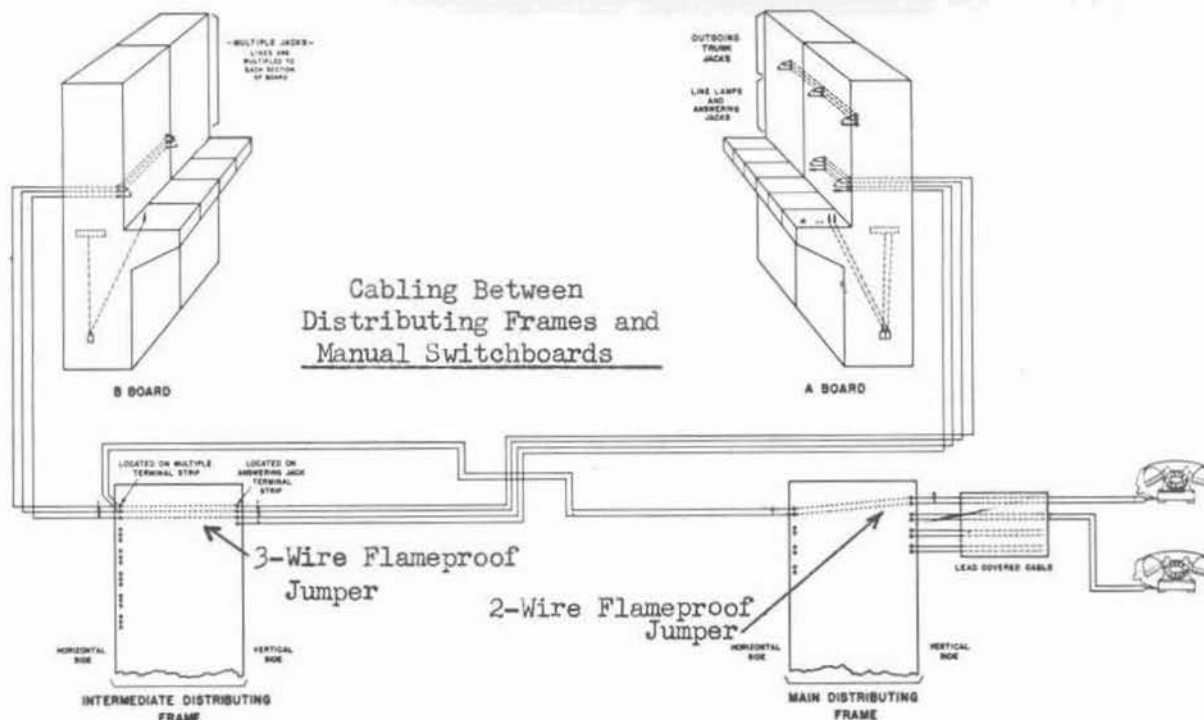 -MULTIPLE JACKS-
LINES ARE
MULTIPLED TO
EACH SECTION
OF BOARD
OUTGOING
TRUNK
JACKS
LINE LAMPS
AND
ANSWERING
JACKS
Cabling Between
Distributing Frames and
Manual Switchboards
B BOARD
A BOARD
LOCATED ON MULTIPLE
TERMINAL STRIP
LOCATED ON
ANSWERING JACK
TERMINAL
STRIP
3-Wire Flameproof
Jumper
2-Wire Flameproof
Jumper
LEAD COVERED CABLE
HORIZONTAL
SIDE
VERTICAL
SIDE
HORIZONTAL
SIDE
VERTICAL
SIDE
INTERMEDIATE DISTRIBUTING
FRAME
MAIN DISTRIBUTING
FRAME